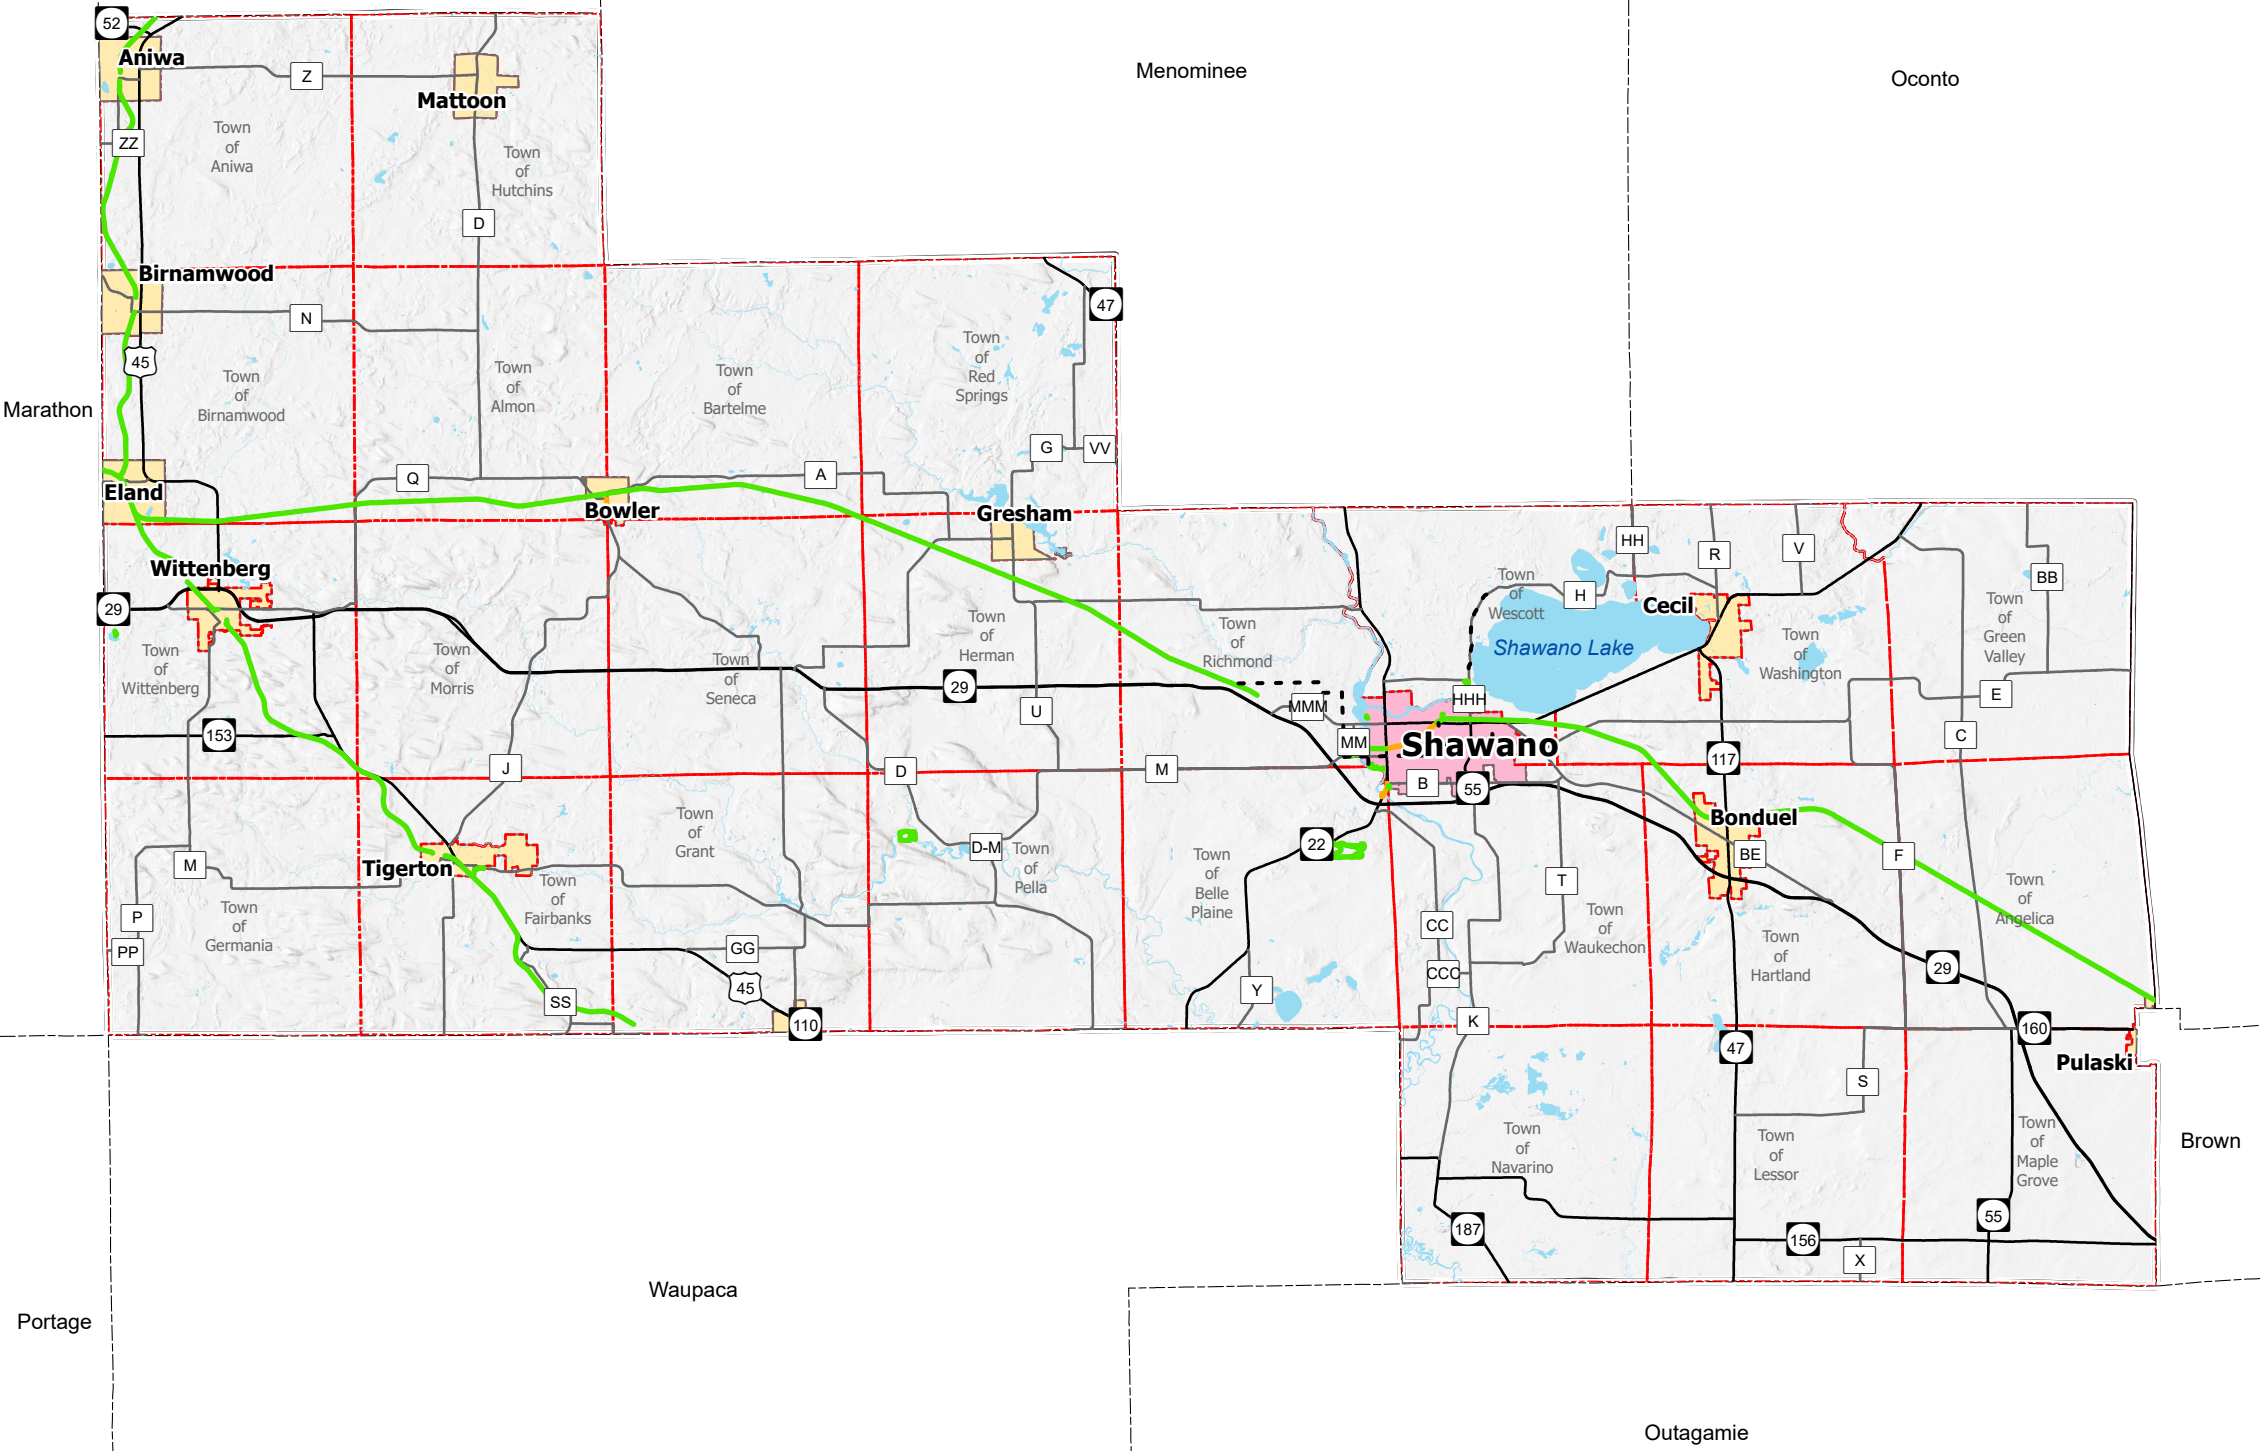 52
Aniwa
Z
Mattoon
Menominee
Oconto
ZZ
Town
of
Aniwa
Town
of
Hutchins
D
Birnamwood
N
47
45
Town
of
Birnamwood
Town
of
Almon
Town
of
Bartelme
Town
of
Red
Springs
Marathon
G
VV
Q
A
Eland
Bowler
Gresham
HH
R
V
Wittenberg
BB
29
Town
of
Wescott
H
Cecil
Town
of
Green
Valley
Town
of
Wittenberg
Town
of
Morris
Town
of
Seneca
Town
of
Herman
Town
of
Richmond
Shawano Lake
Town
of
Washington
29
U
MMM
HHH
E
153
MM
Shawano
C
J
D
M
B
55
117
Bonduel
Town
of
Grant
D-M
Town
of
Pella
22
BE
F
M
Tigerton
Town
of
Fairbanks
Town
of
Belle
Plaine
T
Town
of
Angelica
P
Town
of
Germania
PP
GG
CC
Town
of
Waukechon
Town
of
Hartland
CCC
29
45
SS
Y
110
K
160
47
Pulaski
S
Town
of
Navarino
Town
of
Lessor
Town
of
Maple
Grove
Brown
187
156
55
X
Waupaca
Portage
Outagamie